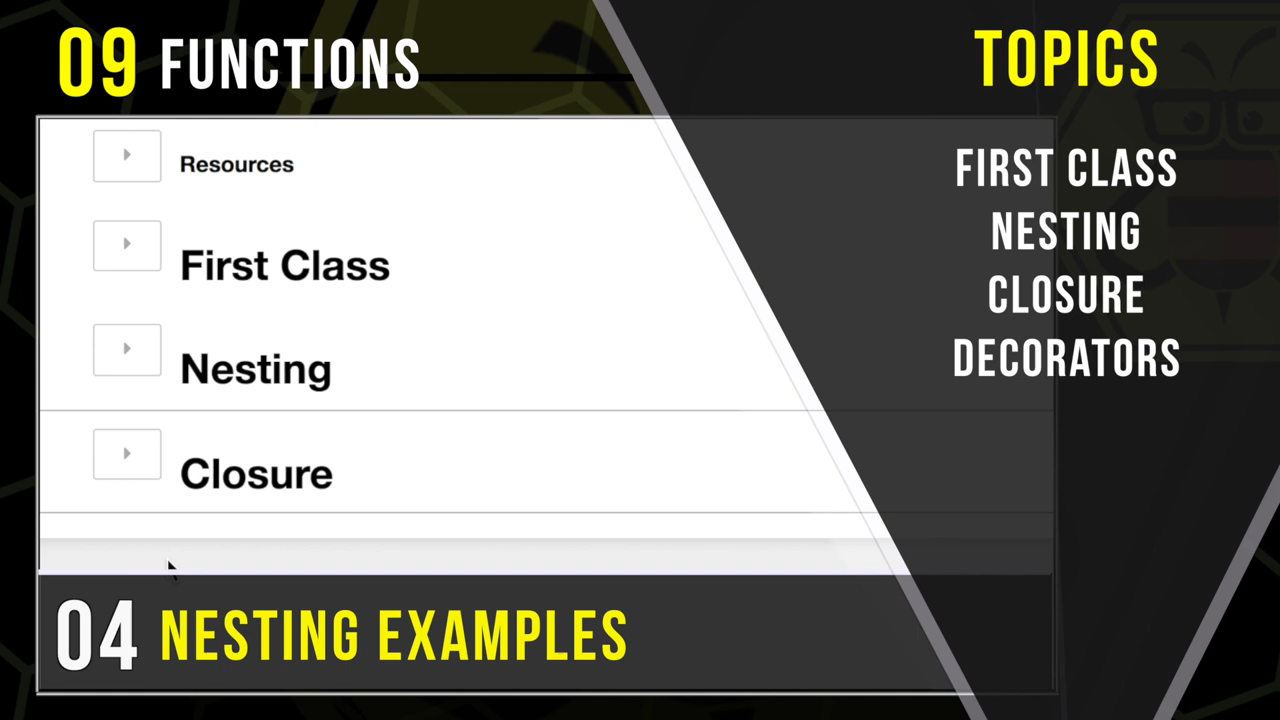 09 FUNCTIONS
Resources
First Class
Nesting
Closure
04 NESTING EXAMPLES
TOPICS
FIRST CLASS
NESTING
CLOSURE
DECORATORS